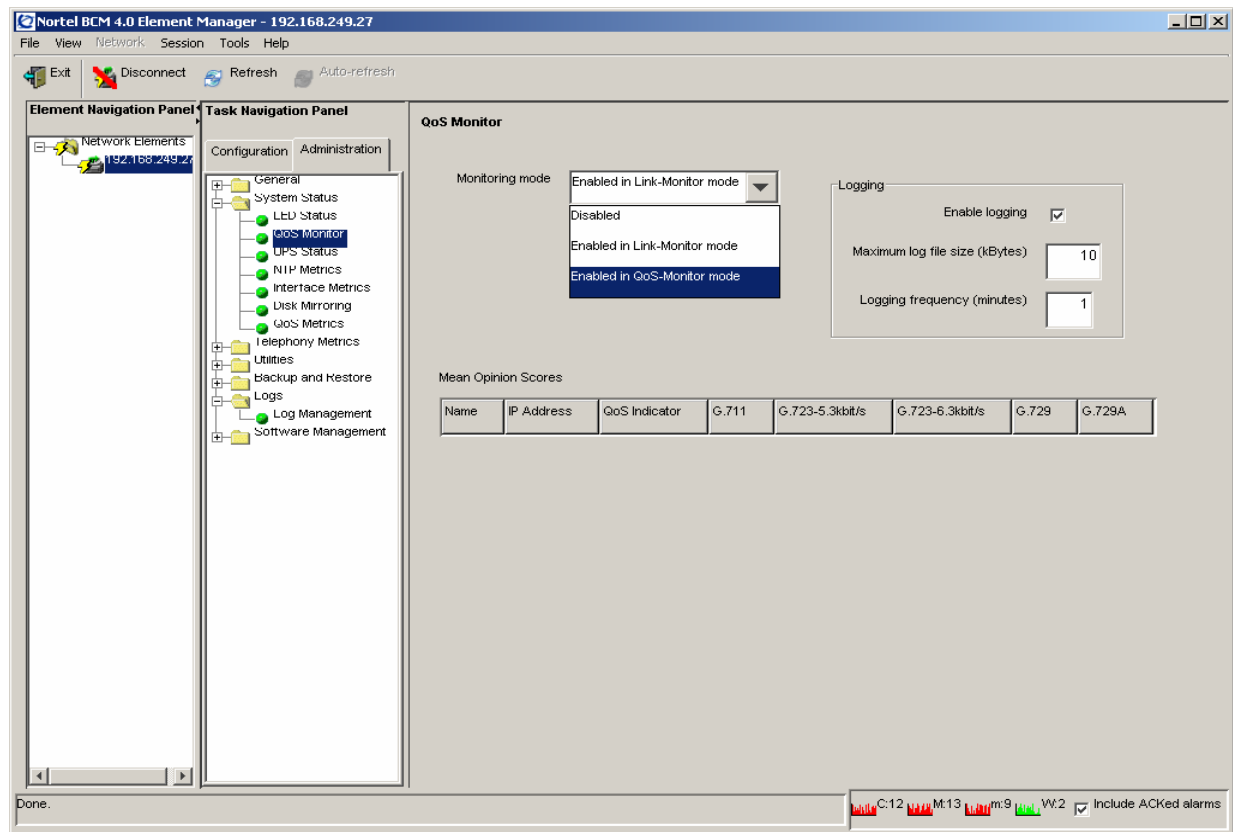 Nortel BCM 4.0 Element Manager - 192.168.249.27
File View Network Session Tools Help
Exit Disconnect Refresh Auto-refresh
Element Navigation Panel
Network Elements
192.168.249.27
Task Navigation Panel
Configuration Administration
General
System Status
LED Status
QoS Monitor
UPS Status
NTP Metrics
Interface Metrics
Disk Mirroring
QoS Metrics
Telephony Metrics
Utilities
Backup and Restore
Logs
Log Management
Software Management
QoS Monitor
Monitoring mode Enabled in Link-Monitor mode
Disabled
Enabled in Link-Monitor mode
Enabled in QoS-Monitor mode
Logging
Enable logging
Maximum log file size (kBytes) 10
Logging frequency (minutes) 1
Mean Opinion Scores
Name IP Address QoS Indicator G.711 G.723-5.3kbit/s G.723-6.3kbit/s G.729 G.729A
Done.
C:12 M:13 m:9 W:2 Include ACKed alarms